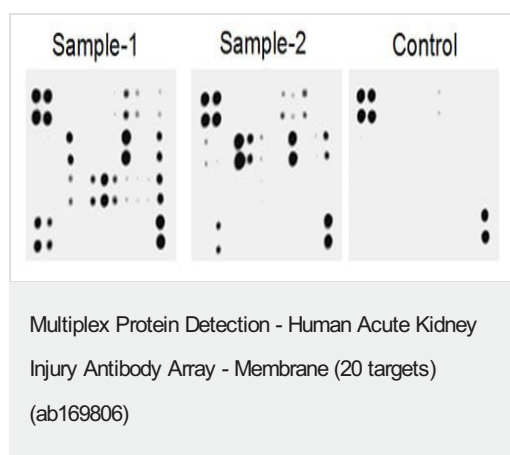 Sample-1 Sample-2 Control
Multiplex Protein Detection - Human Acute Kidney
Injury Antibody Array - Membrane (20 targets)
(ab169806)